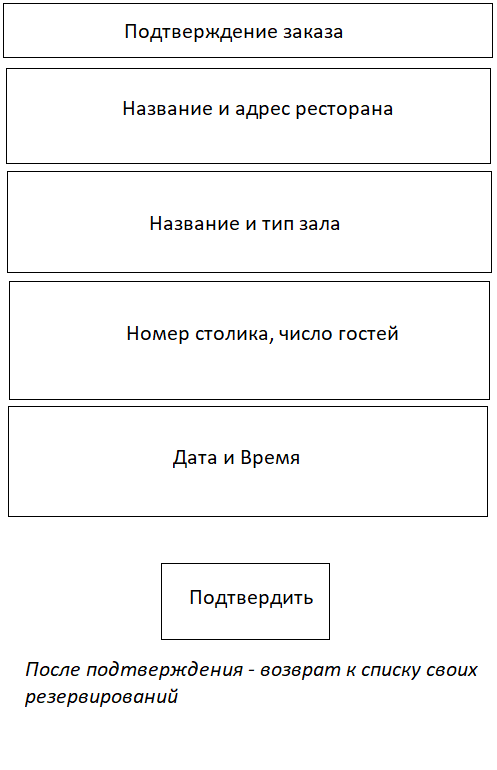 Подтверждение заказа
Название и адрес ресторана
Название и тип зала
Номер столика, число гостей
Дата и Время
Подтвердить
После подтверждения - возврат к списку своих
резервирований